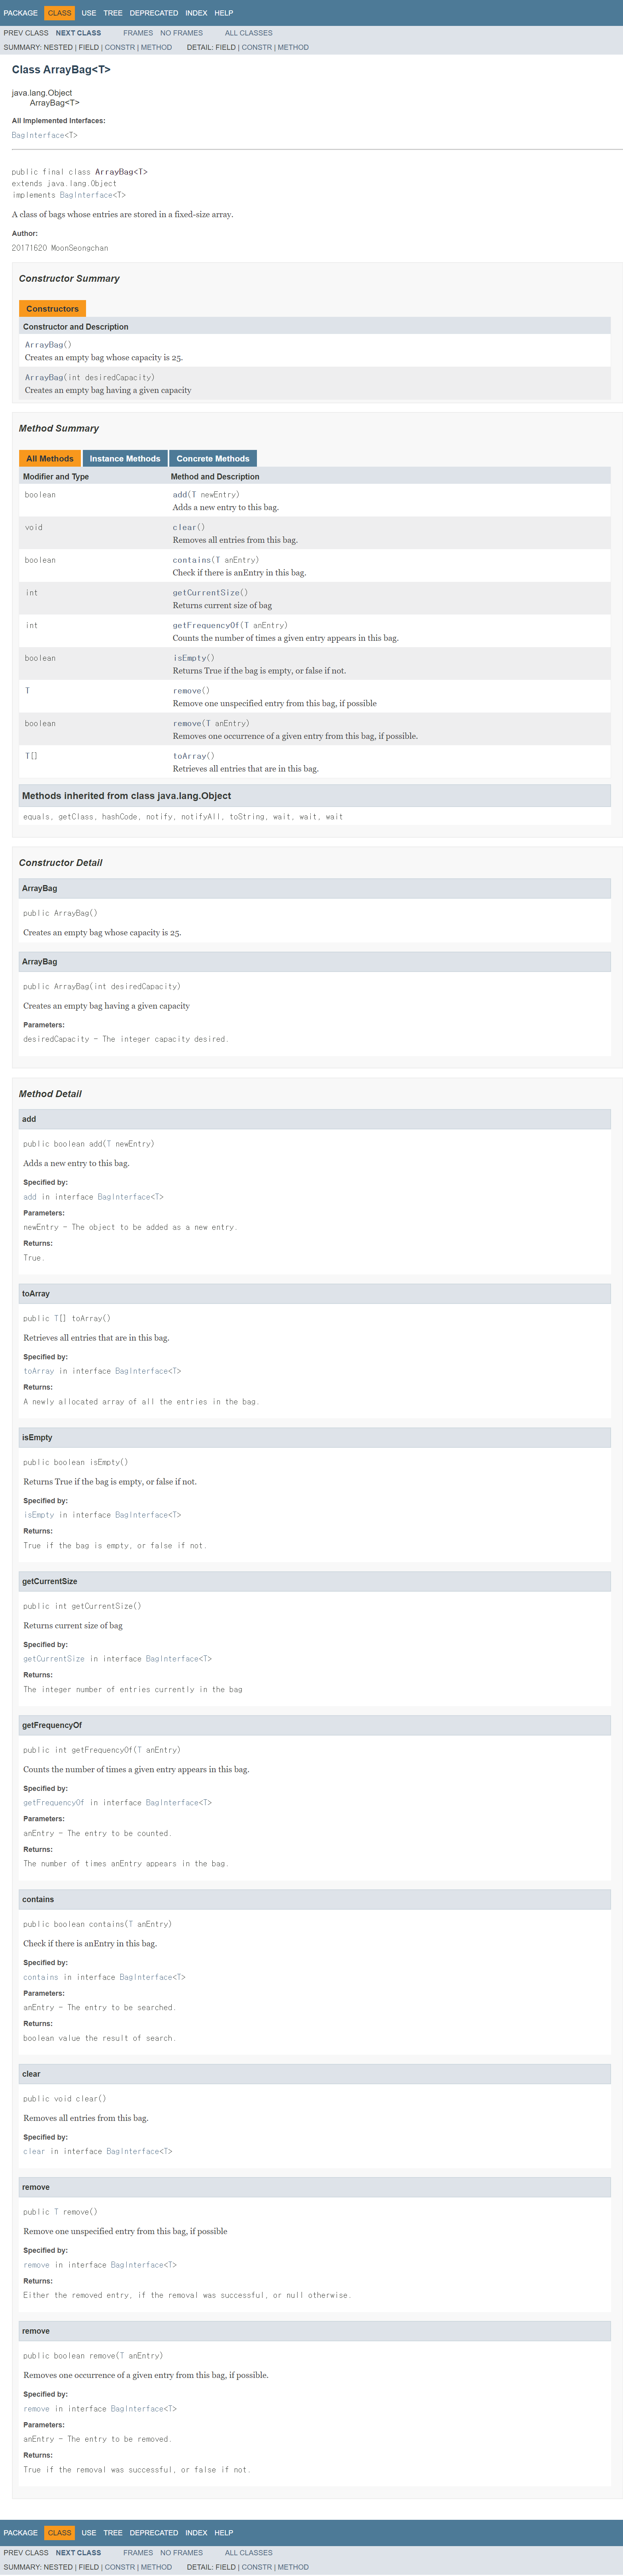 PACKAGE CLASS USE TREE DEPRECATED INDEX HELP
PREV CLASS NEXT CLASS FRAMES NO FRAMES ALL CLASSES
SUMMARY: NESTED | FIELD | CONSTR | METHOD DETAIL: FIELD | CONSTR | METHOD
Class ArrayBag<T>
java.lang.Object
ArrayBag<T>
All Implemented Interfaces:
BagInterface<T>
public final class ArrayBag<T>
extends java.lang.Object
implements BagInterface<T>
A class of bags whose entries are stored in a fixed-size array.
Author:
20171620 MoonSeongchan
Constructor Summary
Constructors
Constructor and Description
ArrayBag()
Creates an empty bag whose capacity is 25.
ArrayBag(int desiredCapacity)
Creates an empty bag having a given capacity
Method Summary
All Methods Instance Methods Concrete Methods
Modifier and Type Method and Description
boolean add(T newEntry)
Adds a new entry to this bag.
void clear()
Removes all entries from this bag.
boolean contains(T anEntry)
Check if there is anEntry in this bag.
int getCurrentSize()
Returns current size of bag
int getFrequencyOf(T anEntry)
Counts the number of times a given entry appears in this bag.
boolean isEmpty()
Returns True if the bag is empty, or false if not.
T remove()
Remove one unspecified entry from this bag, if possible
boolean remove(T anEntry)
Removes one occurrence of a given entry from this bag, if possible.
T[] toArray()
Retrieves all entries that are in this bag.
Methods inherited from class java.lang.Object
equals, getClass, hashCode, notify, notifyAll, toString, wait, wait, wait
Constructor Detail
ArrayBag
public ArrayBag()
Creates an empty bag whose capacity is 25.
ArrayBag
public ArrayBag(int desiredCapacity)
Creates an empty bag having a given capacity
Parameters:
desiredCapacity - The integer capacity desired.
Method Detail
add
public boolean add(T newEntry)
Adds a new entry to this bag.
Specified by:
add in interface BagInterface<T>
Parameters:
newEntry - The object to be added as a new entry.
Returns:
True.
toArray
public T[] toArray()
Retrieves all entries that are in this bag.
Specified by:
toArray in interface BagInterface<T>
Returns:
A newly allocated array of all the entries in the bag.
isEmpty
public boolean isEmpty()
Returns True if the bag is empty, or false if not.
Specified by:
isEmpty in interface BagInterface<T>
Returns:
True if the bag is empty, or false if not.
getCurrentSize
public int getCurrentSize()
Returns current size of bag
Specified by:
getCurrentSize in interface BagInterface<T>
Returns:
The integer number of entries currently in the bag
getFrequencyOf
public int getFrequencyOf(T anEntry)
Counts the number of times a given entry appears in this bag.
Specified by:
getFrequencyOf in interface BagInterface<T>
Parameters:
anEntry - The entry to be counted.
Returns:
The number of times anEntry appears in the bag.
contains
public boolean contains(T anEntry)
Check if there is anEntry in this bag.
Specified by:
contains in interface BagInterface<T>
Parameters:
anEntry - The entry to be searched.
Returns:
boolean value the result of search.
clear
public void clear()
Removes all entries from this bag.
Specified by:
clear in interface BagInterface<T>
remove
public T remove()
Remove one unspecified entry from this bag, if possible
Specified by:
remove in interface BagInterface<T>
Returns:
Either the removed entry, if the removal was successful, or null otherwise.
remove
public boolean remove(T anEntry)
Removes one occurrence of a given entry from this bag, if possible.
Specified by:
remove in interface BagInterface<T>
Parameters:
anEntry - The entry to be removed.
Returns:
True if the removal was successful, or false if not.
PACKAGE CLASS USE TREE DEPRECATED INDEX HELP
PREV CLASS NEXT CLASS FRAMES NO FRAMES ALL CLASSES
SUMMARY: NESTED | FIELD | CONSTR | METHOD DETAIL: FIELD | CONSTR | METHOD